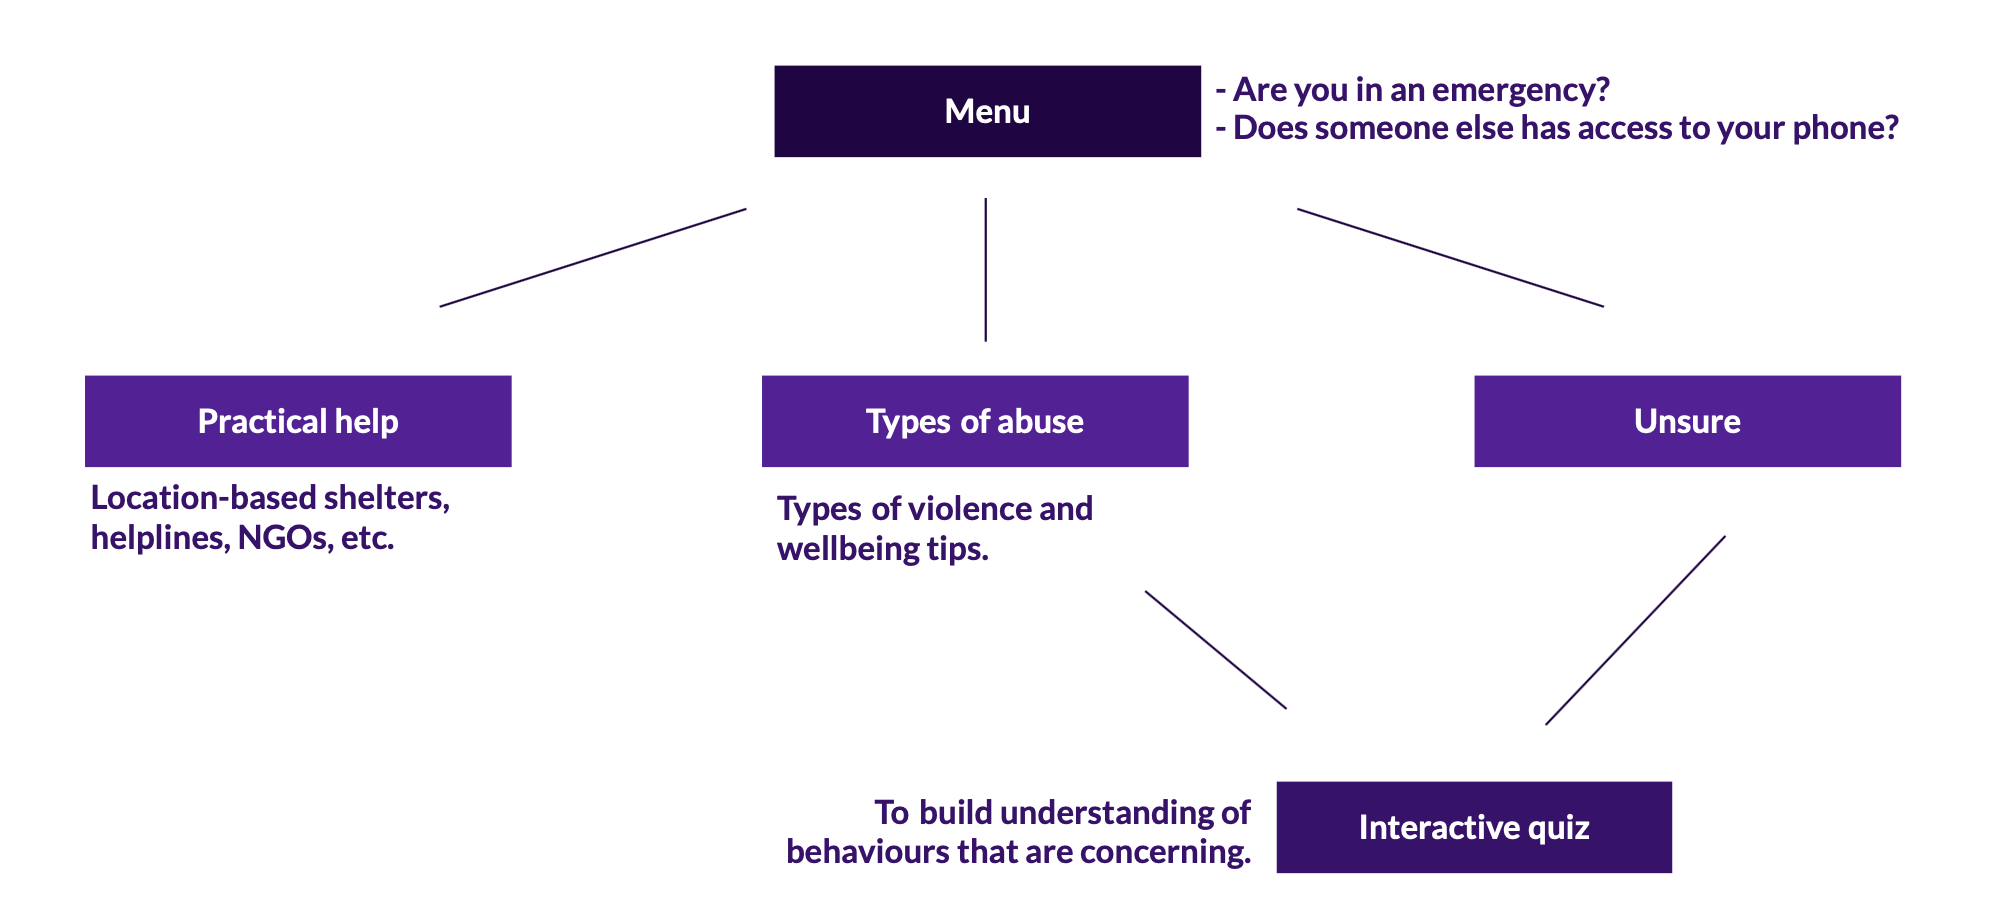 Menu
- Are you in an emergency?
- Does someone else has access to your phone?
Practical help
Location-based shelters,
helplines, NGOs, etc.
Types of abuse
Types of violence and
wellbeing tips.
Unsure
To build understanding of
behaviours that are concerning.
Interactive quiz